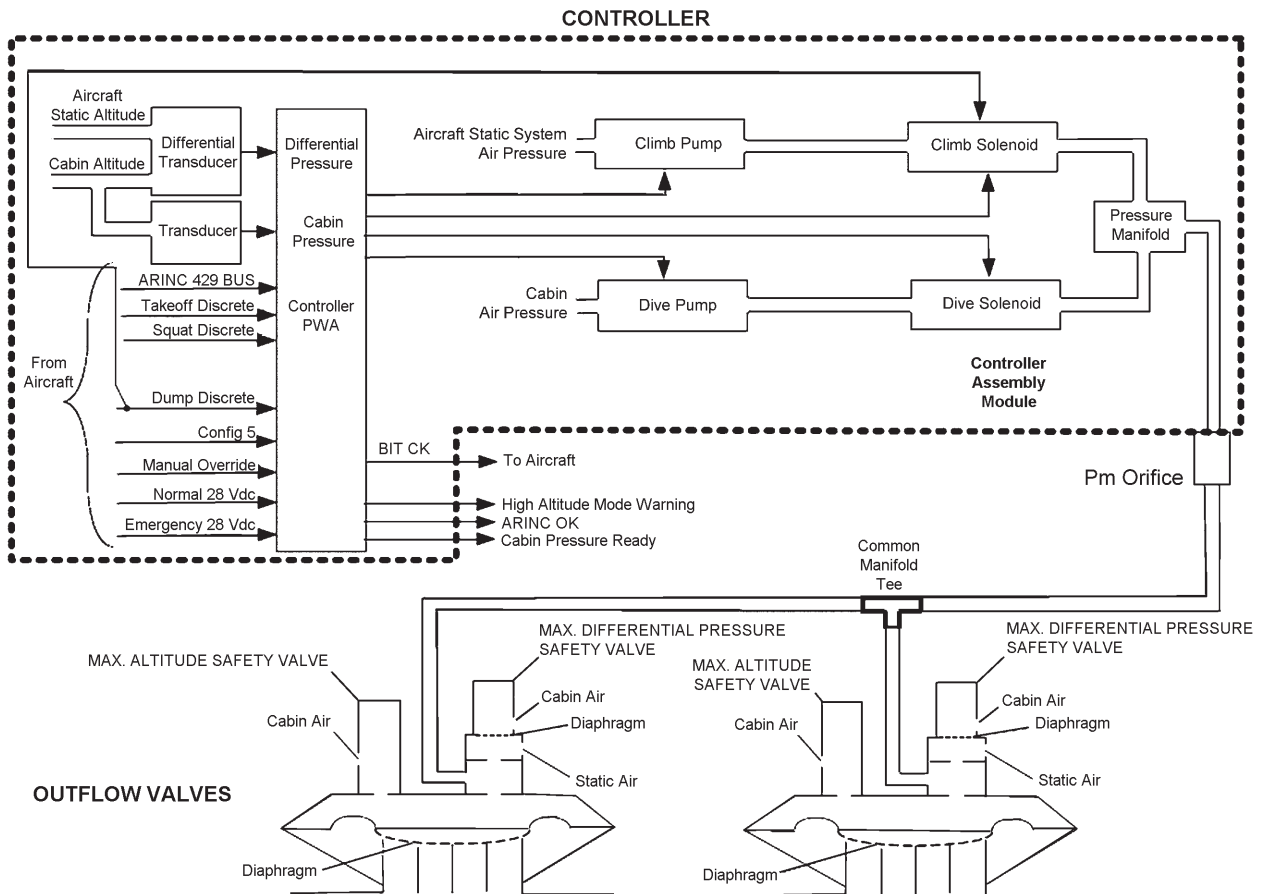 CONTROLLER
Aircraft
Static Altitude
Cabin Altitude
Differential
Transducer
Transducer
Differential
Pressure
Cabin
Pressure
Controller
PWA
Aircraft Static System
Air Pressure
Climb Pump
Climb Solenoid
Pressure
Manifold
Cabin
Air Pressure
Dive Pump
Dive Solenoid
Controller
Assembly
Module
From
Aircraft
ARINC 429 BUS
Takeoff Discrete
Squat Discrete
Dump Discrete
Config 5
Manual Override
Normal 28 Vdc
Emergency 28 Vdc
BIT CK
To Aircraft
High Altitude Mode Warning
ARINC OK
Cabin Pressure Ready
Pm Orifice
Common
Manifold
Tee
MAX. ALTITUDE SAFETY VALVE
MAX. DIFFERENTIAL PRESSURE
SAFETY VALVE
Cabin Air
Cabin Air
Diaphragm
Static Air
Diaphragm
MAX. ALTITUDE
SAFETY VALVE
MAX. DIFFERENTIAL PRESSURE
SAFETY VALVE
Cabin Air
Cabin Air
Diaphragm
Static Air
Diaphragm
OUTFLOW VALVES